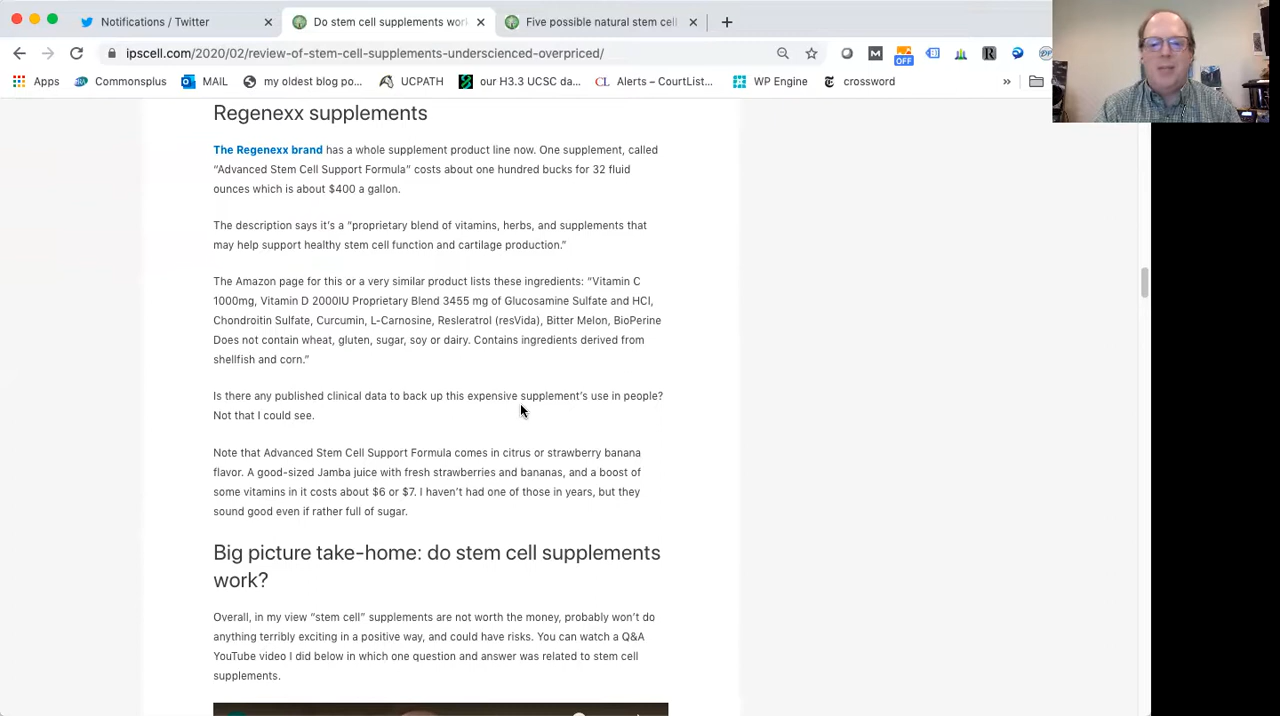 Notifications / Twitter
Do stem cell supplements wor
Five possible natural stem cel
ipscell.com/2020/02/review-of-stem-cell-supplements-underscienced-overpriced/
OFF
Apps
Commonsplus
MAIL
my oldest blog po...
UCPATH
our H3.3 UCSC da...
CL Alerts – CourtList...
WP Engine
crossword
»
Regenexx supplements
The Regenexx brand has a whole supplement product line now. One supplement, called
“Advanced Stem Cell Support Formula” costs about one hundred bucks for 32 fluid
ounces which is about $400 a gallon.
The description says it’s a “proprietary blend of vitamins, herbs, and supplements that
may help support healthy stem cell function and cartilage production.”
The Amazon page for this or a very similar product lists these ingredients: “Vitamin C
1000mg, Vitamin D 2000IU Proprietary Blend 3455 mg of Glucosamine Sulfate and HCl,
Chondroitin Sulfate, Curcumin, L-Carnosine, Resleratrol (resVida), Bitter Melon, BioPerine
Does not contain wheat, gluten, sugar, soy or dairy. Contains ingredients derived from
shellfish and corn.”
Is there any published clinical data to back up this expensive supplement’s use in people?
Not that I could see.
Note that Advanced Stem Cell Support Formula comes in citrus or strawberry banana
flavor. A good-sized Jamba juice with fresh strawberries and bananas, and a boost of
some vitamins in it costs about $6 or $7. I haven’t had one of those in years, but they
sound good even if rather full of sugar.
Big picture take-home: do stem cell supplements
work?
Overall, in my view “stem cell” supplements are not worth the money, probably won’t do
anything terribly exciting in a positive way, and could have risks. You can watch a Q&A
YouTube video I did below in which one question and answer was related to stem cell
supplements.